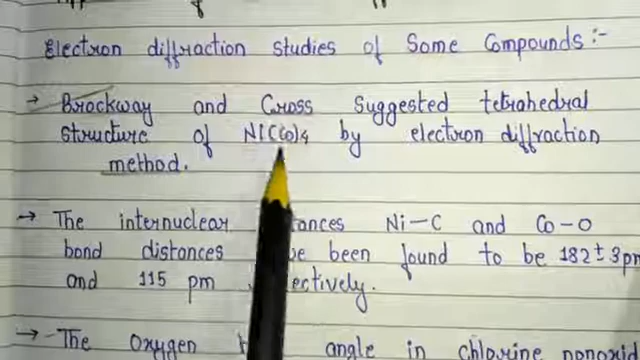 Electron diffraction studies of Some Compounds:-
→ Brockway and Cross Suggested tetrahedral
structure of Ni(CO)4 by electron diffraction
method.
→ The internuclear tances Ni-C and Co-O
bond distances e been found to be 182±3pm
and 115 pm ectively.
→ The Oxygen angle in chlorine monoxid